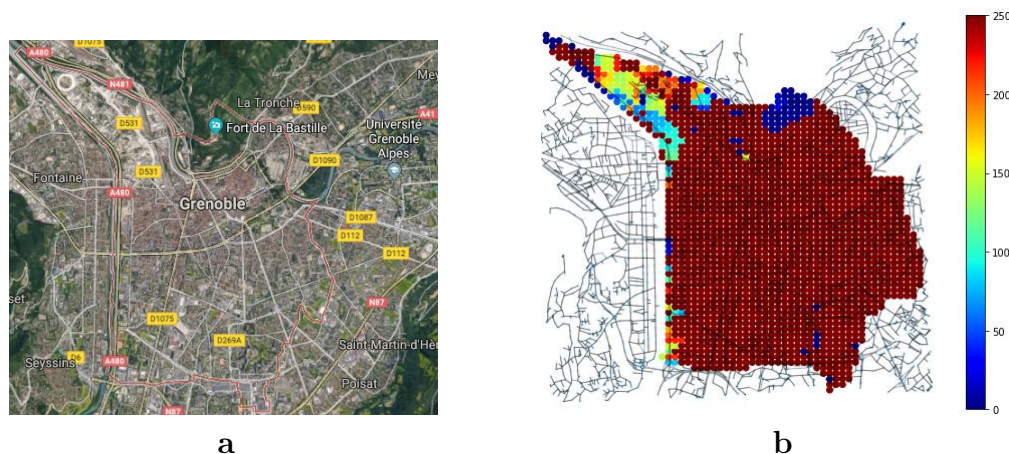 D1075
A480
N481
Mey
La Tronche
D590
A41
D531
Fort de La Bastille
Université
Grenoble
Alpes
D1090
D531
Fontaine
A480
Grenoble
D1087
D112
D112
set
N87
D1075
D269A
Saint-Martin-d'Hèr
D6
Seyssins
A480
Poisat
N87
a
250
200
150
100
50
0
b